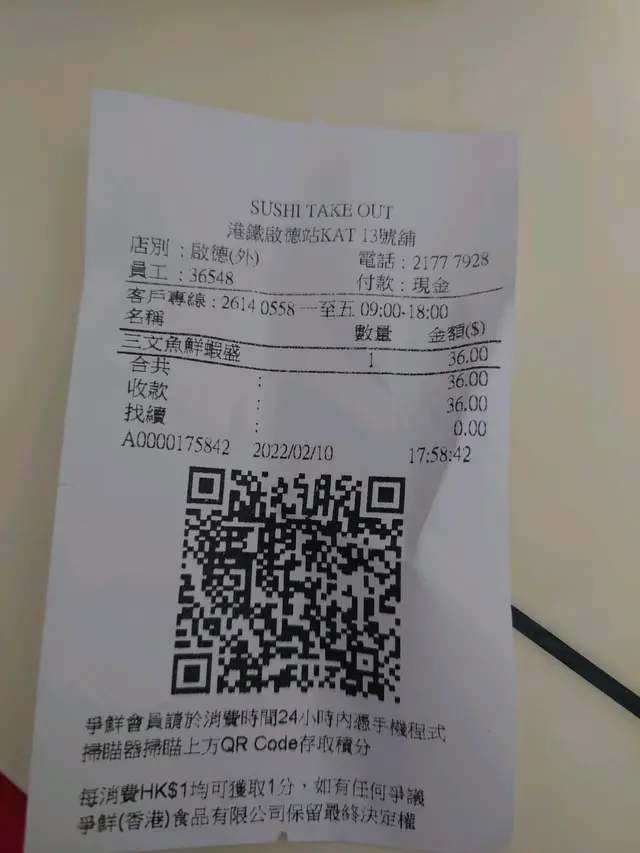 SUSHI TAKE OUT
港鐵啟德站KAT 13號舖
店別：啟德(外) 電話：2177 7928
員工：36548 付款：現金
客戶專線：2614 0558 一至五 09:00-18:00
名稱 數量 金額($)
三文魚鮮蝦盛 1 36.00
合共 : 36.00
收款 : 36.00
找續 : 0.00
A0000175842 2022/02/10 17:58:42
爭鮮會員請於消費時間24小時內憑手機程式
掃瞄器掃瞄上方QR Code存取積分
每消費HK$1均可獲取1分，如有任何爭議
爭鮮(香港)食品有限公司保留最終決定權